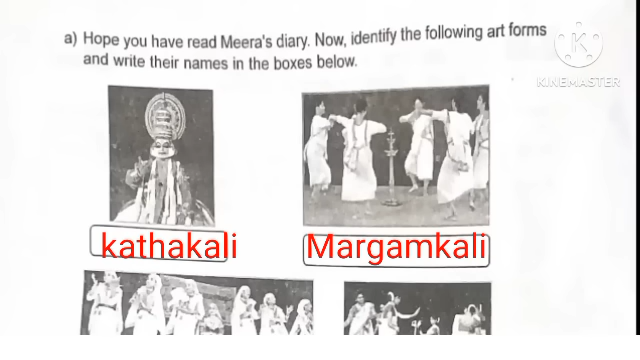 a) Hope you have read Meera's diary. Now, identify the following art forms
and write their names in the boxes below.
K
KINEMASTER
kathakali
Margamkali